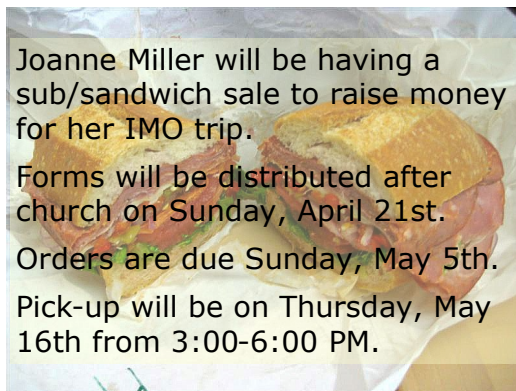 Joanne Miller will be having a
sub/sandwich sale to raise money
for her IMO trip.
Forms will be distributed after
church on Sunday, April 21st.
Orders are due Sunday, May 5th.
Pick-up will be on Thursday, May
16th from 3:00-6:00 PM.